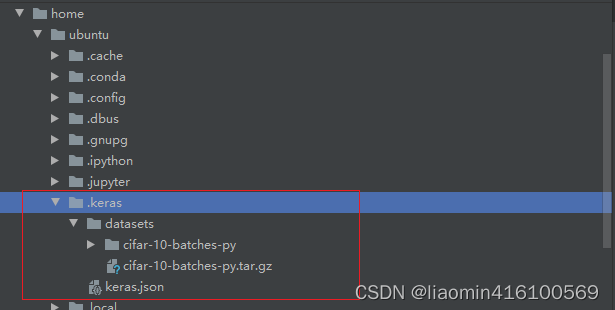 home
ubuntu
.cache
.conda
.config
.dbus
.gnupg
.ipython
.jupyter
.keras
datasets
cifar-10-batches-py
cifar-10-batches-py.tar.gz
keras.json
.local
CSDN @liaomin416100569